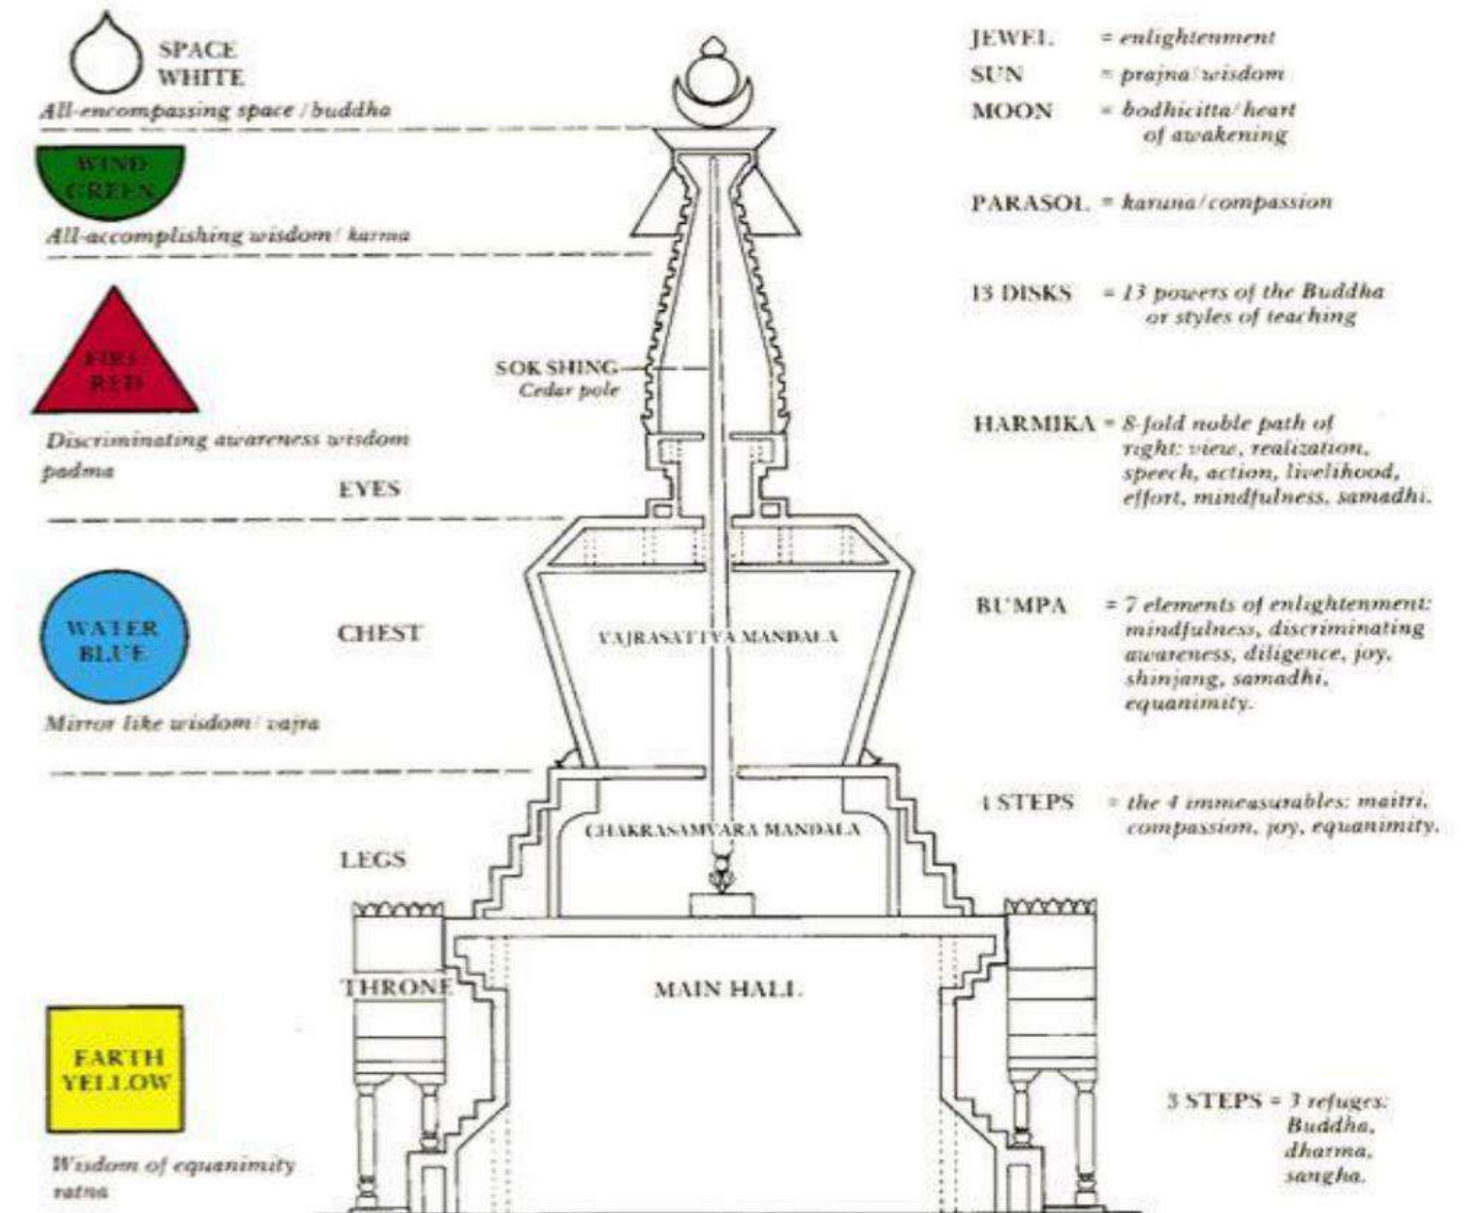 SPACE
WHITE
All-encompassing space / buddha
WIND
GREEN
All-accomplishing wisdom/ karma
FIRE
RED
Discriminating awareness wisdom
padma
EYES
WATER
BLUE
CHEST
Mirror like wisdom/ vajra
LEGS
THRONE
EARTH
YELLOW
Wisdom of equanimity
ratna
SOK SHING
Cedar pole
VAJRASATTVA MANDALA
CHAKRASAMVARA MANDALA
MAIN HALL
JEWEL = enlightenment
SUN = prajna/wisdom
MOON = bodhicitta/heart
of awakening
PARASOL = karuna/compassion
13 DISKS = 13 powers of the Buddha
or styles of teaching
HARMIKA = 8-fold noble path of
right: view, realization,
speech, action, livelihood,
effort, mindfulness, samadhi.
BUMPA = 7 elements of enlightenment:
mindfulness, discriminating
awareness, diligence, joy,
shinjang, samadhi,
equanimity.
4 STEPS = the 4 immeasurables: maitri,
compassion, joy, equanimity.
3 STEPS = 3 refuges:
Buddha,
dharma,
sangha.